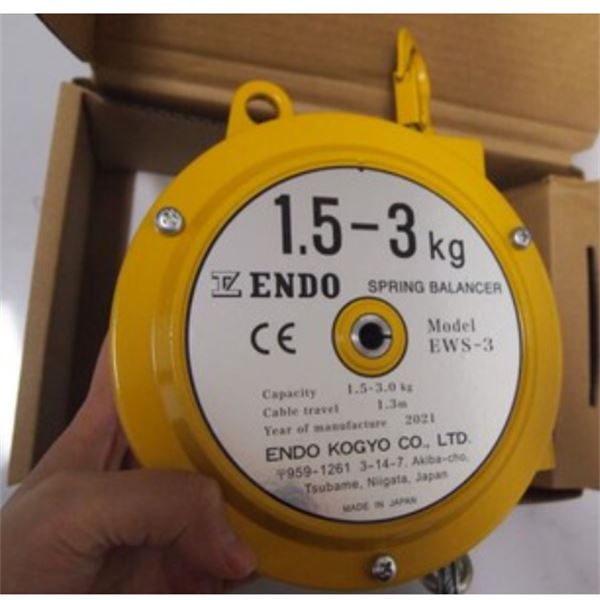 1.5-3 kg
ENDO SPRING BALANCER
CE Model
EWS-3
Capacity 1.5-3.0 kg
Cable travel 1.3m
Year of manufacture 2021
ENDO KOGYO CO., LTD.
〒959-1261 3-14-7. Akiba-cho,
Tsubame, Niigata, Japan
MADE IN JAPAN